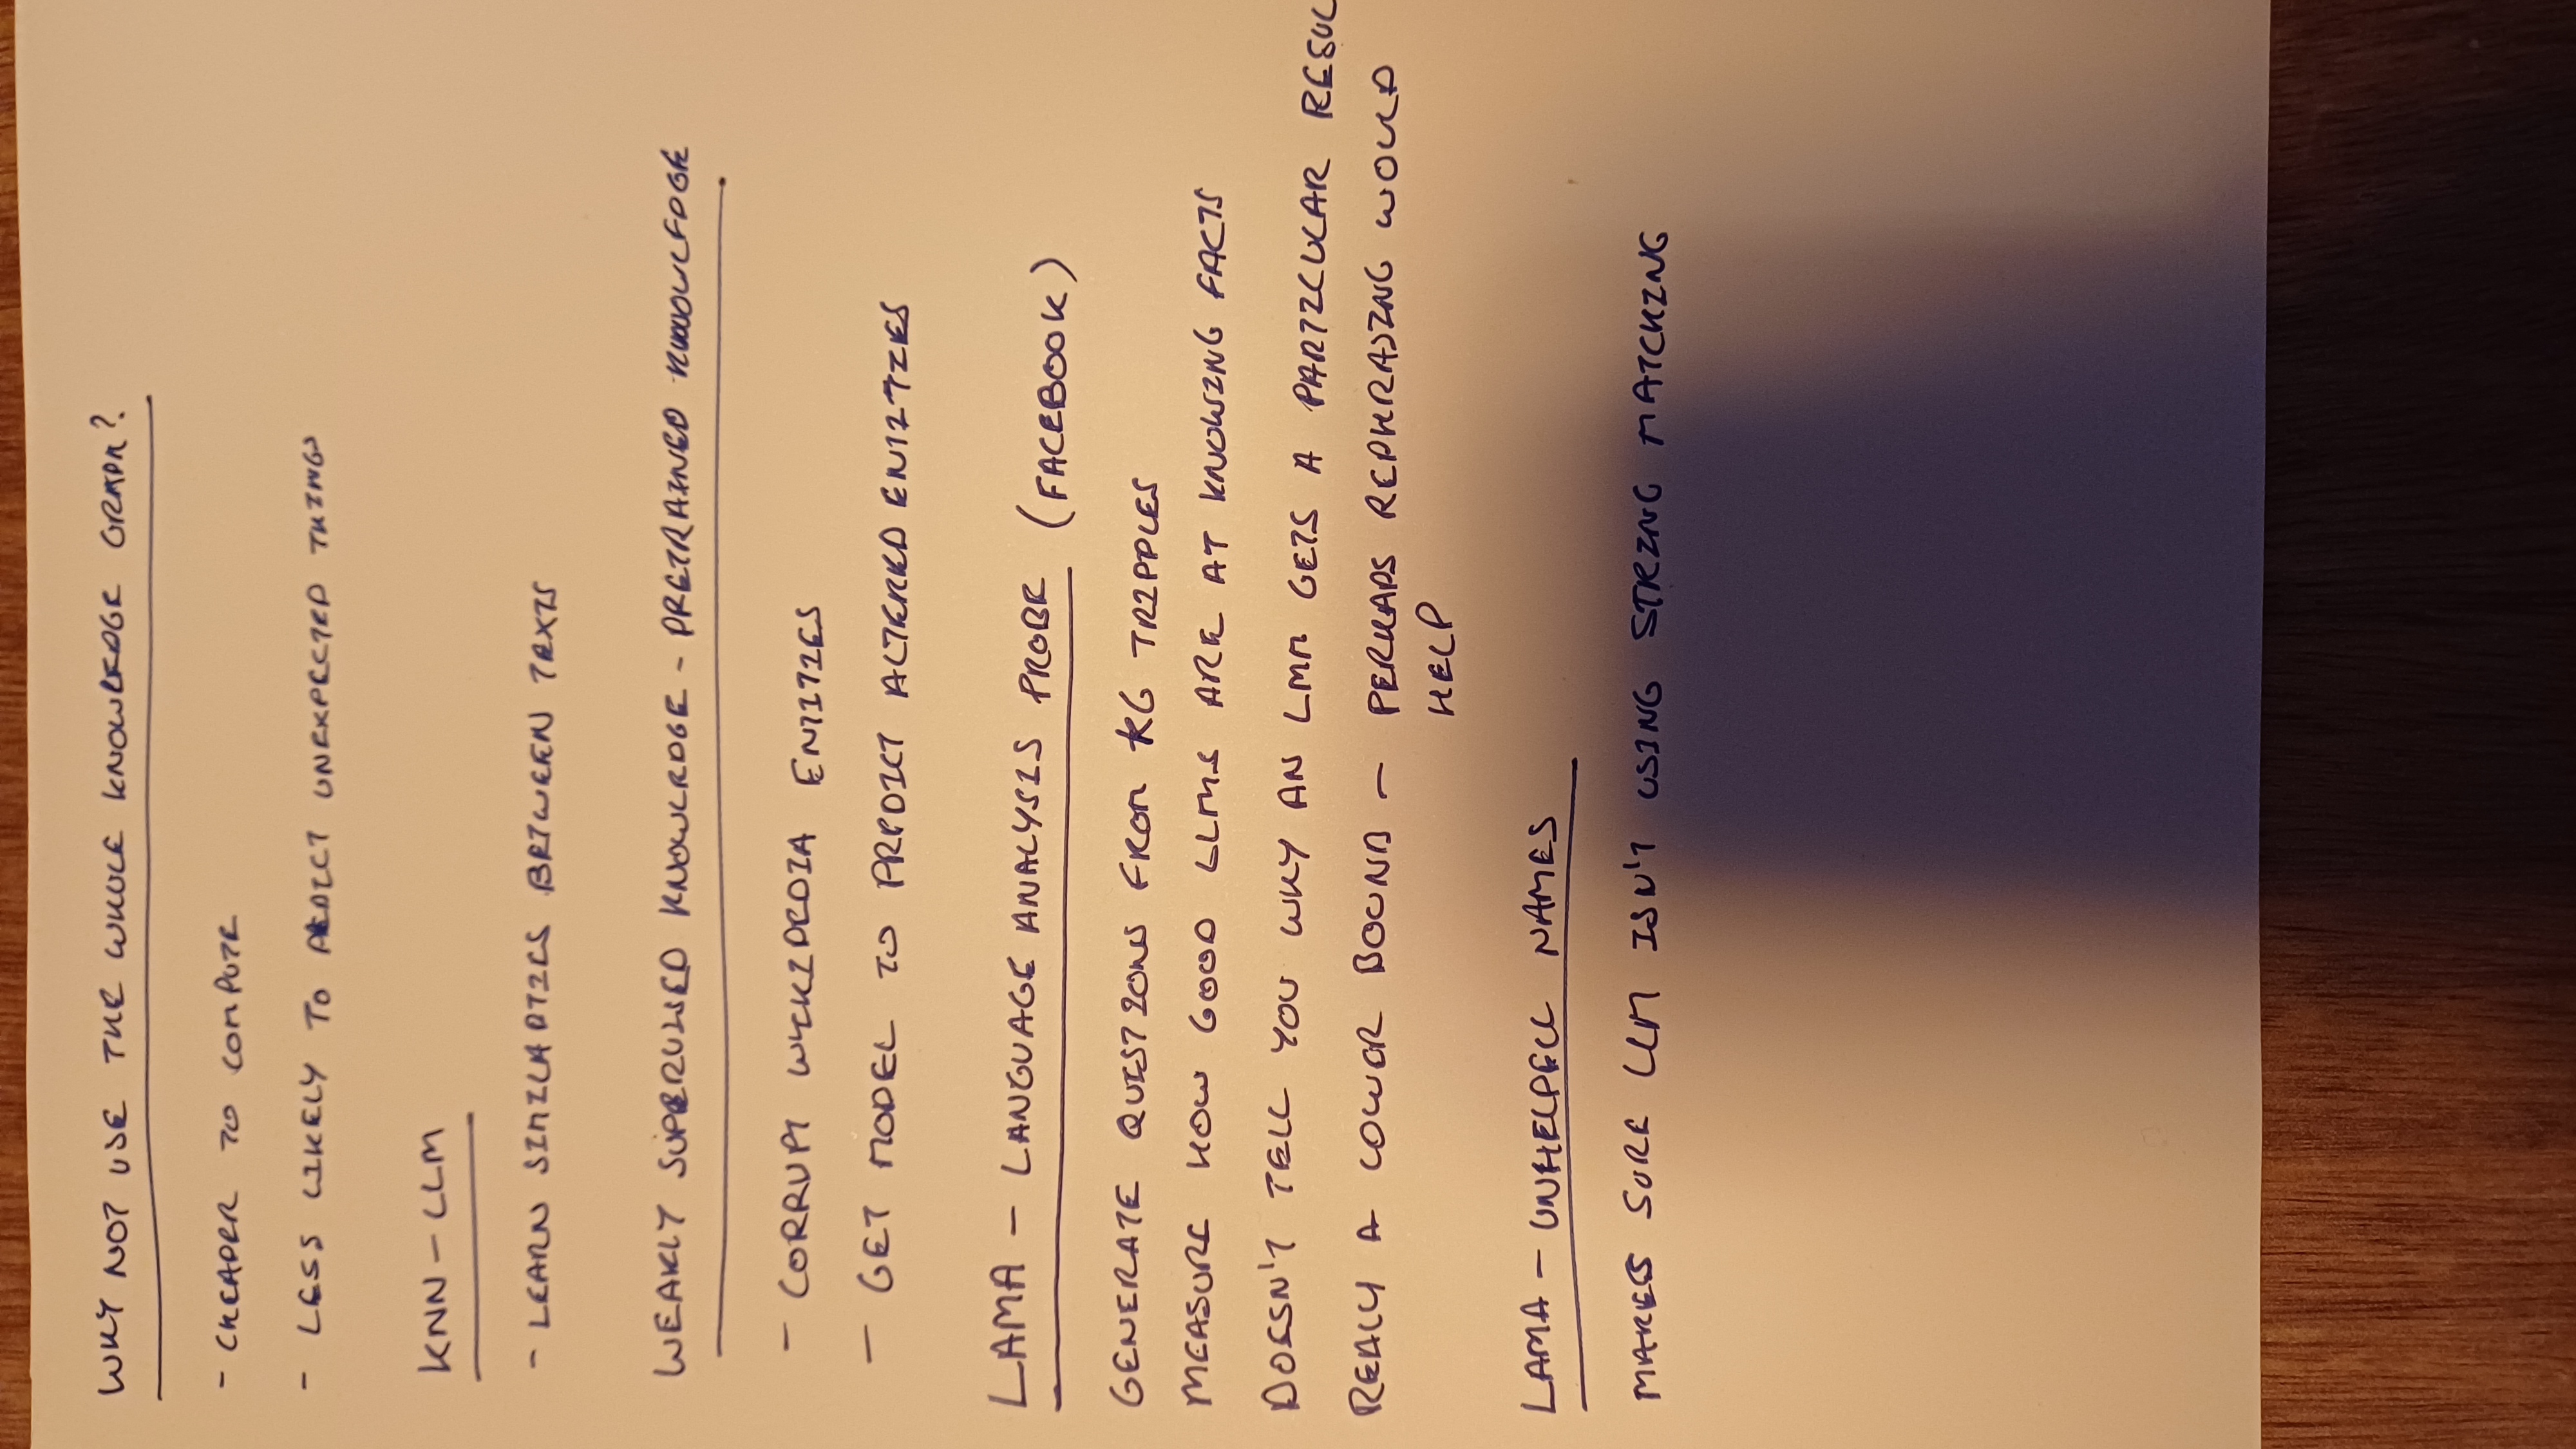 WHY NOT USE THE WHOLE KNOWLEDGE GRAPH?
- CHEAPER TO COMPUTE
- LESS LIKELY TO PREDICT UNEXPECTED THINGS
KNN - LLM
- LEARN SIMILARTIES BETWEEN TEXTS
WEAKLY SUPERVISED KNOWLEDGE - PRETRAINED KNOWLEDGE
- CORRUPT WIKIPEDIA ENTITIES
- GET MODEL TO PREDICT ALTERED ENTITIES
LAMA - LANGUAGE ANALYSIS PROBE (FACEBOOK)
GENERATE QUESTIONS FROM KG TRIPPLES
MEASURE HOW GOOD LLMS ARE AT KNOWING FACTS
DOESN'T TELL YOU WHY AN LMM GETS A PARTICULAR RESUL
REALLY A LOWER BOUND - PERHAPS REPHRASING WOULD
HELP
LAMA - UNHELPFULL NAMES
MAKES SURE LLM ISN'T USING STRING MATCHING